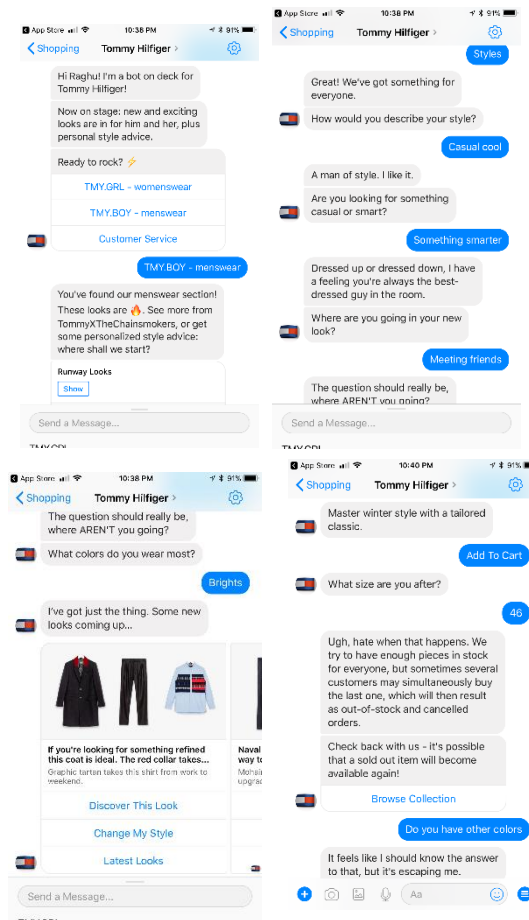 App Store 10:38 PM 91%
Shopping Tommy Hilfiger >
Hi Raghu! I'm a bot on deck for
Tommy Hilfiger!
Now on stage: new and exciting
looks are in for him and her, plus
personal style advice.
Ready to rock? ⚡
TMY.GRL - womenswear
TMY.BOY - menswear
Customer Service
TMY.BOY - menswear
You've found our menswear section!
These looks are 🔥. See more from
TommyXTheChainsmokers, or get
some personalized style advice:
where shall we start?
Runway Looks
Show
Send a Message...
TMY.GRL
App Store 10:38 PM 91%
Shopping Tommy Hilfiger >
Styles
Great! We've got something for
everyone.
How would you describe your style?
Casual cool
A man of style. I like it.
Are you looking for something
casual or smart?
Something smarter
Dressed up or dressed down, I have
a feeling you're always the best-
dressed guy in the room.
Where are you going in your new
look?
Meeting friends
The question should really be,
where AREN'T you going?
Send a Message...
TMY.GRL
App Store 10:38 PM 91%
Shopping Tommy Hilfiger >
The question should really be,
where AREN'T you going?
What colors do you wear most?
Brights
I've got just the thing. Some new
looks coming up...
If you're looking for something refined
this coat is ideal. The red collar takes...
Graphic tartan takes this shirt from work to
weekend.
Naval
way to
Mohair
upgrad
Discover This Look
Change My Style
Latest Looks
Send a Message...
TMY.GRL
App Store 10:40 PM 91%
Shopping Tommy Hilfiger >
Master winter style with a tailored
classic.
Add To Cart
What size are you after?
46
Ugh, hate when that happens. We
try to have enough pieces in stock
for everyone, but sometimes several
customers may simultaneously buy
the last one, which will then result
as out-of-stock and cancelled
orders.
Check back with us - it's possible
that a sold out item will become
available again!
Browse Collection
Do you have other colors
It feels like I should know the answer
to that, but it's escaping me.
Aa